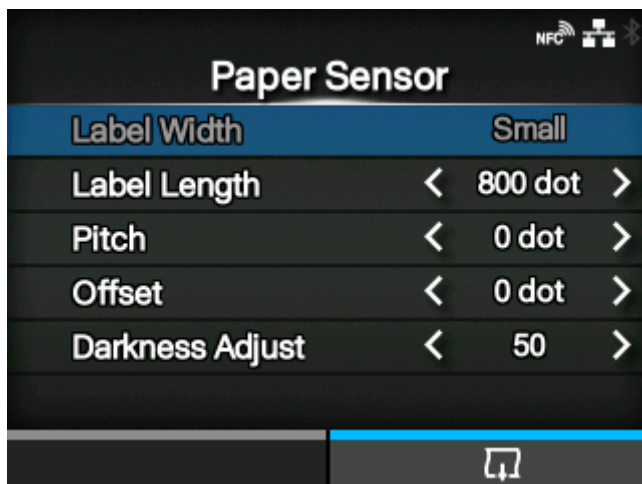 NFC
Paper Sensor
Label Width Small
Label Length 800 dot
Pitch 0 dot
Offset 0 dot
Darkness Adjust 50